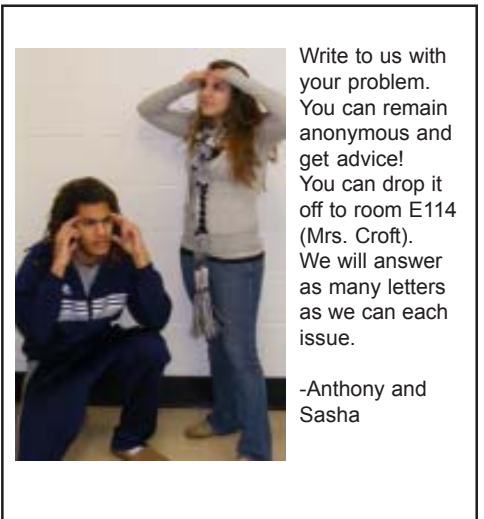 Write to us with
your problem.
You can remain
anonymous and
get advice!
You can drop it
off to room E114
(Mrs. Croft).
We will answer
as many letters
as we can each
issue.
-Anthony and
Sasha